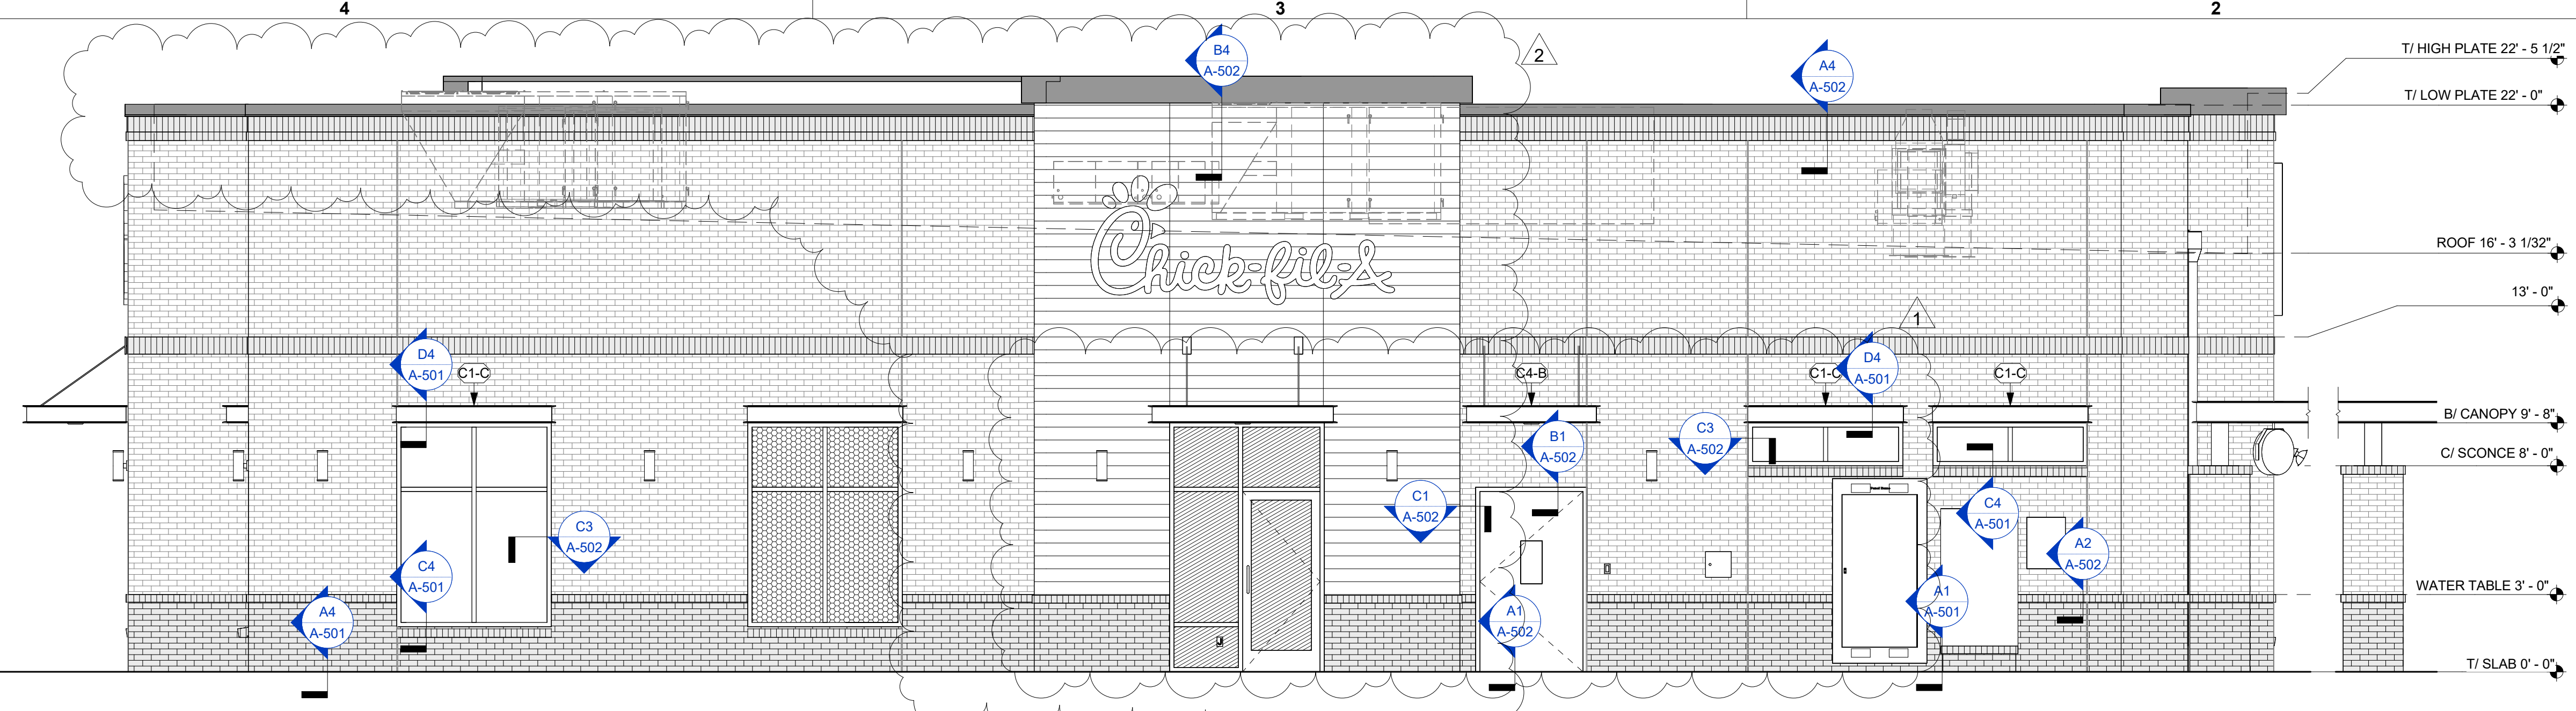 4
3
2
B4
A-502
2
A4
A-502
T/ HIGH PLATE 22' - 5 1/2"
T/ LOW PLATE 22' - 0"
Chick-fil-A
ROOF 16' - 3 1/32"
13' - 0"
1
D4
A-501
C1-C
C4-B
C1-C
D4
A-501
C1-C
B/ CANOPY 9' - 8"
B1
A-502
C3
A-502
C/ SCONCE 8' - 0"
C1
A-502
C3
A-502
C4
A-501
A2
A-502
C4
A-501
A4
A-501
A1
A-502
A1
A-501
WATER TABLE 3' - 0"
T/ SLAB 0' - 0"